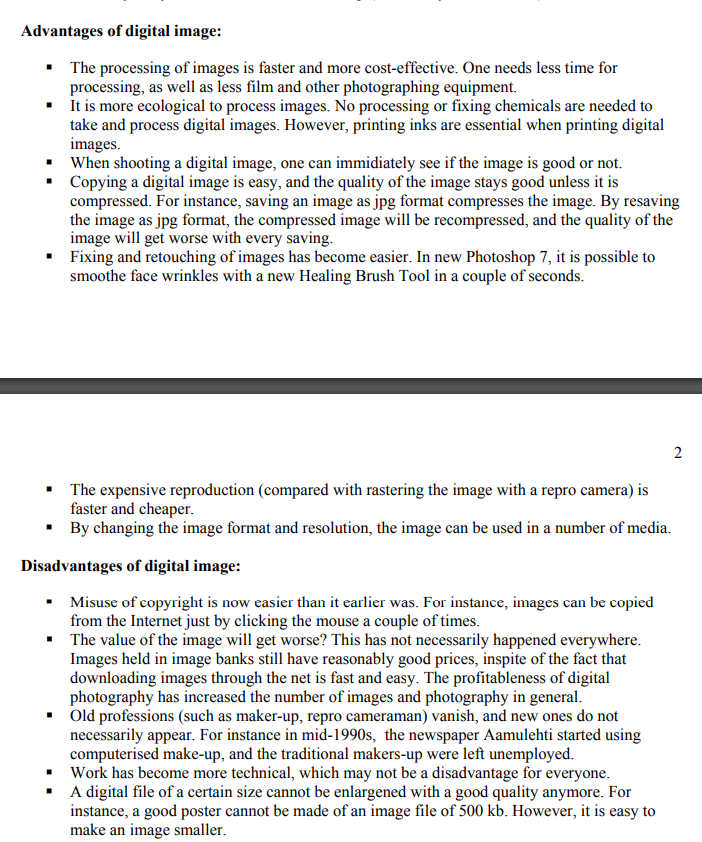 Advantages of digital image:
▪ The processing of images is faster and more cost-effective. One needs less time for
processing, as well as less film and other photographing equipment.
▪ It is more ecological to process images. No processing or fixing chemicals are needed to
take and process digital images. However, printing inks are essential when printing digital
images.
▪ When shooting a digital image, one can immidiately see if the image is good or not.
▪ Copying a digital image is easy, and the quality of the image stays good unless it is
compressed. For instance, saving an image as jpg format compresses the image. By resaving
the image as jpg format, the compressed image will be recompressed, and the quality of the
image will get worse with every saving.
▪ Fixing and retouching of images has become easier. In new Photoshop 7, it is possible to
smoothe face wrinkles with a new Healing Brush Tool in a couple of seconds.
2
▪ The expensive reproduction (compared with rastering the image with a repro camera) is
faster and cheaper.
▪ By changing the image format and resolution, the image can be used in a number of media.
Disadvantages of digital image:
▪ Misuse of copyright is now easier than it earlier was. For instance, images can be copied
from the Internet just by clicking the mouse a couple of times.
▪ The value of the image will get worse? This has not necessarily happened everywhere.
Images held in image banks still have reasonably good prices, inspite of the fact that
downloading images through the net is fast and easy. The profitableness of digital
photography has increased the number of images and photography in general.
▪ Old professions (such as maker-up, repro cameraman) vanish, and new ones do not
necessarily appear. For instance in mid-1990s, the newspaper Aamulehti started using
computerised make-up, and the traditional makers-up were left unemployed.
▪ Work has become more technical, which may not be a disadvantage for everyone.
▪ A digital file of a certain size cannot be enlargened with a good quality anymore. For
instance, a good poster cannot be made of an image file of 500 kb. However, it is easy to
make an image smaller.